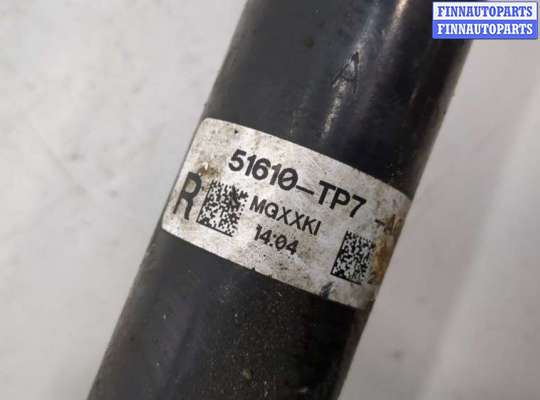 FINNAUTOPARTS
FINNAUTOPARTS
A
51610-TP7-A
R
MQXXKI
14.04